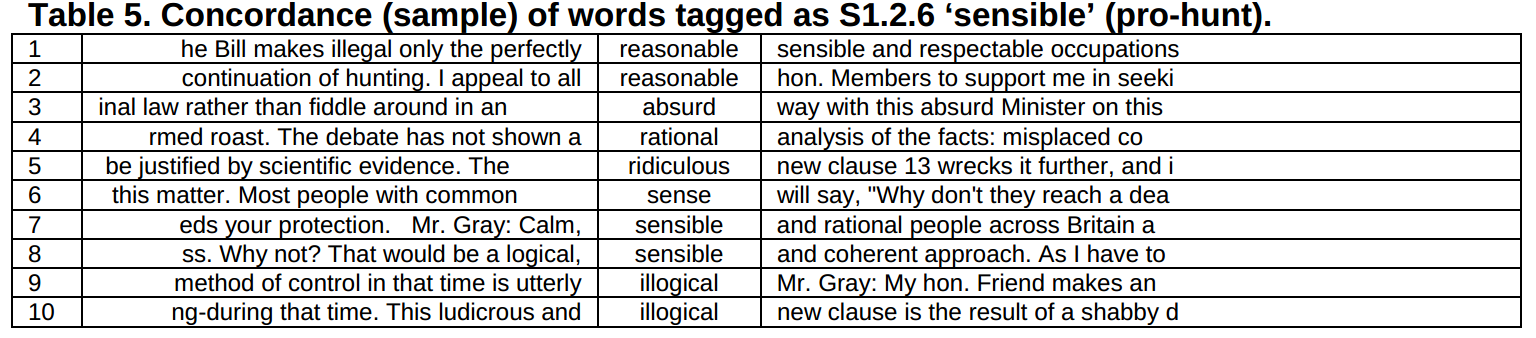 Table 5. Concordance (sample) of words tagged as S1.2.6 ‘sensible’ (pro-hunt).
1 he Bill makes illegal only the perfectly reasonable sensible and respectable occupations
2 continuation of hunting. I appeal to all reasonable hon. Members to support me in seeki
3 inal law rather than fiddle around in an absurd way with this absurd Minister on this
4 rmed roast. The debate has not shown a rational analysis of the facts: misplaced co
5 be justified by scientific evidence. The ridiculous new clause 13 wrecks it further, and i
6 this matter. Most people with common sense will say, "Why don't they reach a dea
7 eds your protection. Mr. Gray: Calm, sensible and rational people across Britain a
8 ss. Why not? That would be a logical, sensible and coherent approach. As I have to
9 method of control in that time is utterly illogical Mr. Gray: My hon. Friend makes an
10 ng-during that time. This ludicrous and illogical new clause is the result of a shabby d